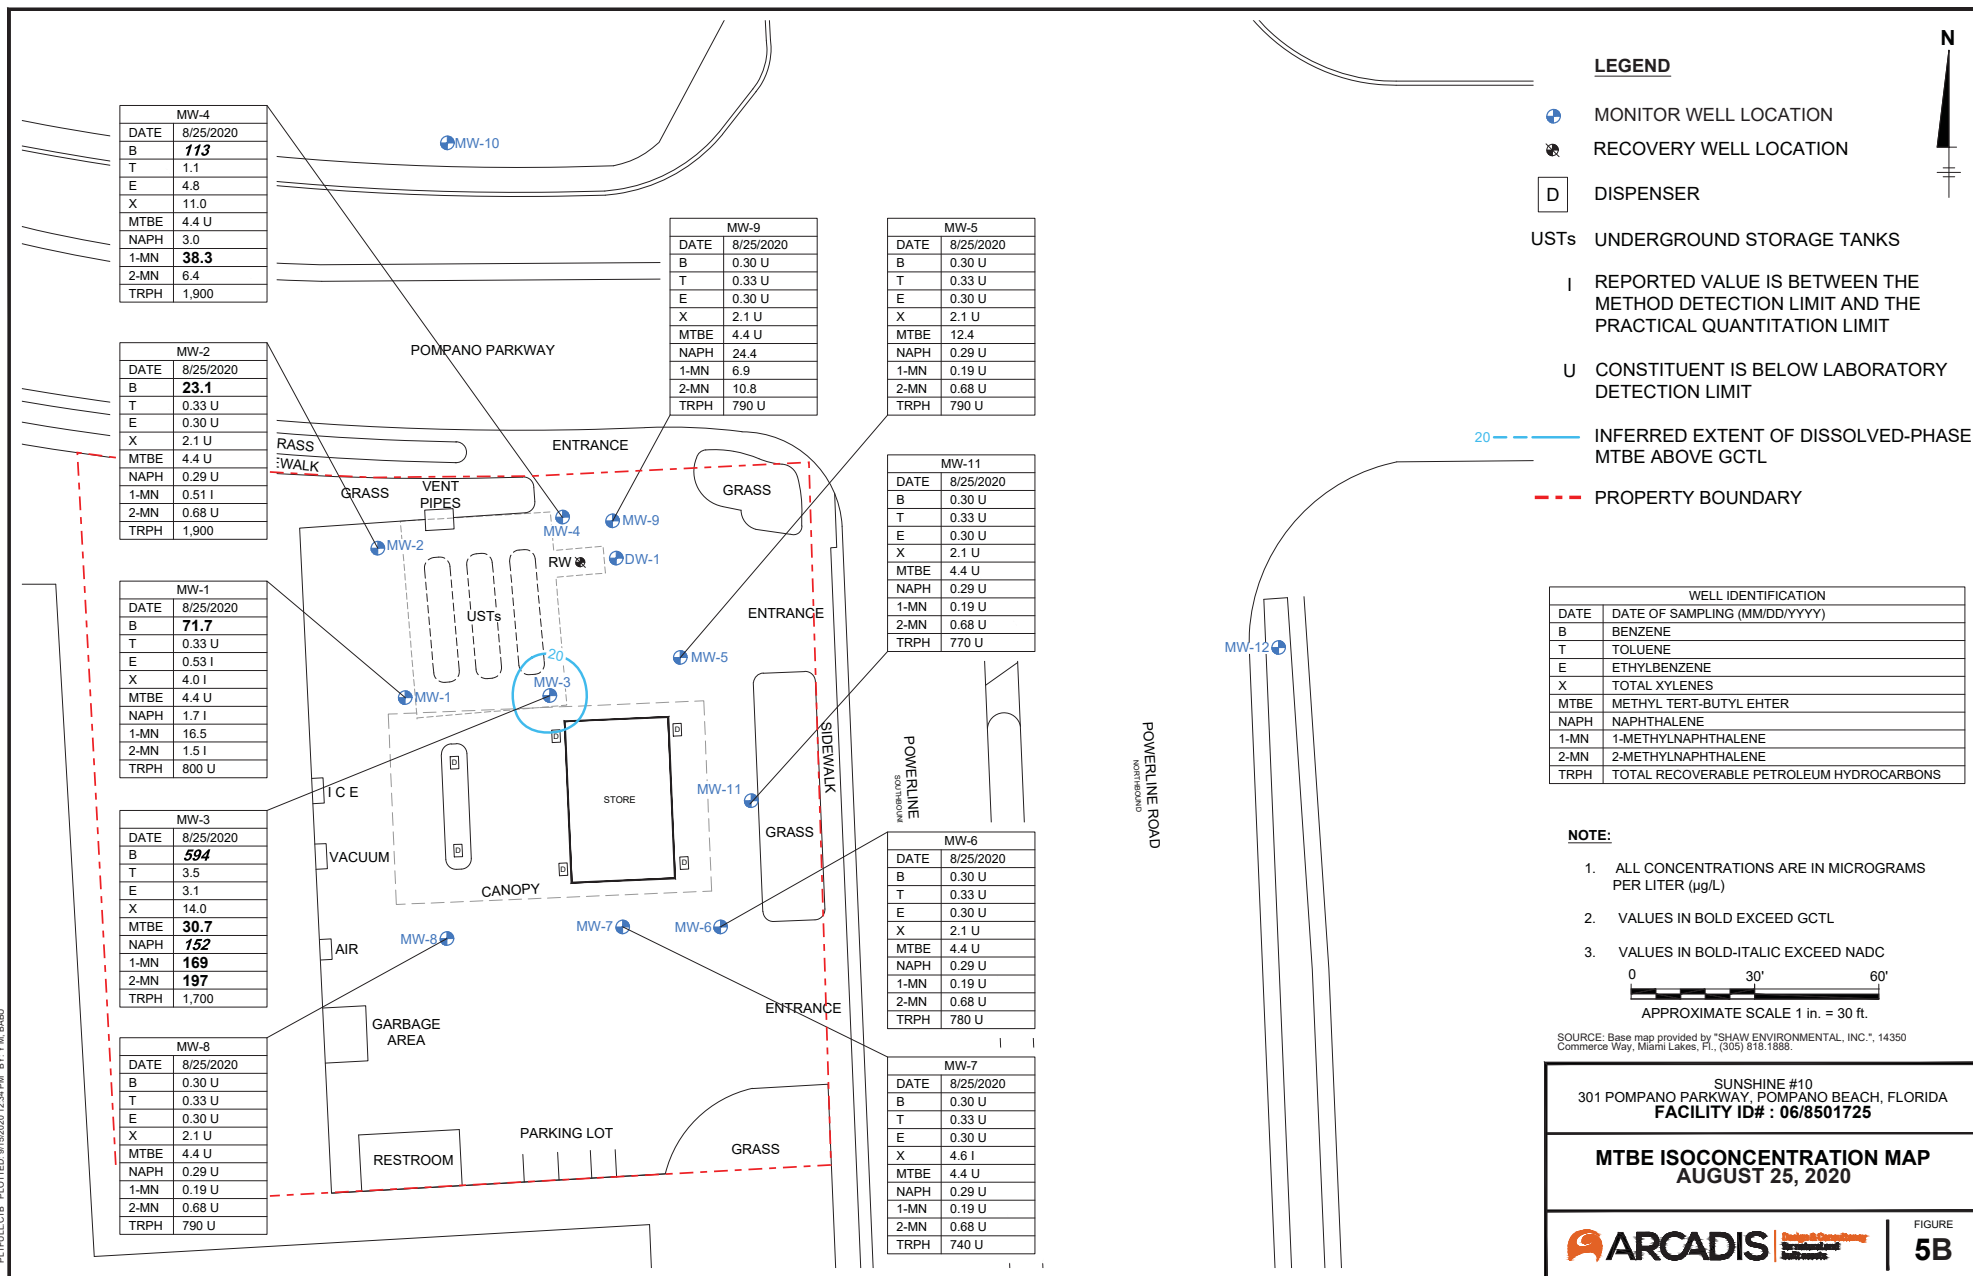 MW-4
DATE 8/25/2020
B 113
T 1.1
E 4.8
X 11.0
MTBE 4.4 U
NAPH 3.0
1-MN 38.3
2-MN 6.4
TRPH 1,900
MW-2
DATE 8/25/2020
B 23.1
T 0.33 U
E 0.30 U
X 2.1 U
MTBE 4.4 U
NAPH 0.29 U
1-MN 0.51 I
2-MN 0.68 U
TRPH 1,900
MW-1
DATE 8/25/2020
B 71.7
T 0.33 U
E 0.53 I
X 4.0 I
MTBE 4.4 U
NAPH 1.7 I
1-MN 16.5
2-MN 1.5 I
TRPH 800 U
MW-3
DATE 8/25/2020
B 594
T 3.5
E 3.1
X 14.0
MTBE 30.7
NAPH 152
1-MN 169
2-MN 197
TRPH 1,700
MW-8
DATE 8/25/2020
B 0.30 U
T 0.33 U
E 0.30 U
X 2.1 U
MTBE 4.4 U
NAPH 0.29 U
1-MN 0.19 U
2-MN 0.68 U
TRPH 790 U
MW-9
DATE 8/25/2020
B 0.30 U
T 0.33 U
E 0.30 U
X 2.1 U
MTBE 4.4 U
NAPH 24.4
1-MN 6.9
2-MN 10.8
TRPH 790 U
MW-5
DATE 8/25/2020
B 0.30 U
T 0.33 U
E 0.30 U
X 2.1 U
MTBE 12.4
NAPH 0.29 U
1-MN 0.19 U
2-MN 0.68 U
TRPH 790 U
MW-11
DATE 8/25/2020
B 0.30 U
T 0.33 U
E 0.30 U
X 2.1 U
MTBE 4.4 U
NAPH 0.29 U
1-MN 0.19 U
2-MN 0.68 U
TRPH 770 U
MW-6
DATE 8/25/2020
B 0.30 U
T 0.33 U
E 0.30 U
X 2.1 U
MTBE 4.4 U
NAPH 0.29 U
1-MN 0.19 U
2-MN 0.68 U
TRPH 780 U
MW-7
DATE 8/25/2020
B 0.30 U
T 0.33 U
E 0.30 U
X 4.6 I
MTBE 4.4 U
NAPH 0.29 U
1-MN 0.19 U
2-MN 0.68 U
TRPH 740 U
MW-10
POMPANO PARKWAY
RASS
EWALK
ENTRANCE
GRASS
VENT
PIPES
GRASS
MW-4
MW-9
MW-2
RW
DW-1
USTs
ENTRANCE
20
MW-5
MW-12
MW-3
MW-1
D
D
D
SIDEWALK
POWERLINE
SOUTHBOUN
POWERLINE ROAD
NORTHBOUND
ICE
STORE
MW-11
GRASS
VACUUM
D
D
D
CANOPY
MW-7
MW-6
MW-8
AIR
ENTRANCE
GARBAGE
AREA
PARKING LOT
RESTROOM
GRASS
LEGEND
N
MONITOR WELL LOCATION
RECOVERY WELL LOCATION
D DISPENSER
USTs UNDERGROUND STORAGE TANKS
I REPORTED VALUE IS BETWEEN THE
METHOD DETECTION LIMIT AND THE
PRACTICAL QUANTITATION LIMIT
U CONSTITUENT IS BELOW LABORATORY
DETECTION LIMIT
20 INFERRED EXTENT OF DISSOLVED-PHASE
MTBE ABOVE GCTL
PROPERTY BOUNDARY
WELL IDENTIFICATION
DATE DATE OF SAMPLING (MM/DD/YYYY)
B BENZENE
T TOLUENE
E ETHYLBENZENE
X TOTAL XYLENES
MTBE METHYL TERT-BUTYL EHTER
NAPH NAPHTHALENE
1-MN 1-METHYLNAPHTHALENE
2-MN 2-METHYLNAPHTHALENE
TRPH TOTAL RECOVERABLE PETROLEUM HYDROCARBONS
NOTE:
1. ALL CONCENTRATIONS ARE IN MICROGRAMS
PER LITER (µg/L)
2. VALUES IN BOLD EXCEED GCTL
3. VALUES IN BOLD-ITALIC EXCEED NADC
0 30' 60'
APPROXIMATE SCALE 1 in. = 30 ft.
SOURCE: Base map provided by "SHAW ENVIRONMENTAL, INC.", 14350
Commerce Way, Miami Lakes, Fl., (305) 818.1888.
SUNSHINE #10
301 POMPANO PARKWAY, POMPANO BEACH, FLORIDA
FACILITY ID# : 06/8501725
MTBE ISOCONCENTRATION MAP
AUGUST 25, 2020
ARCADIS
FIGURE
5B